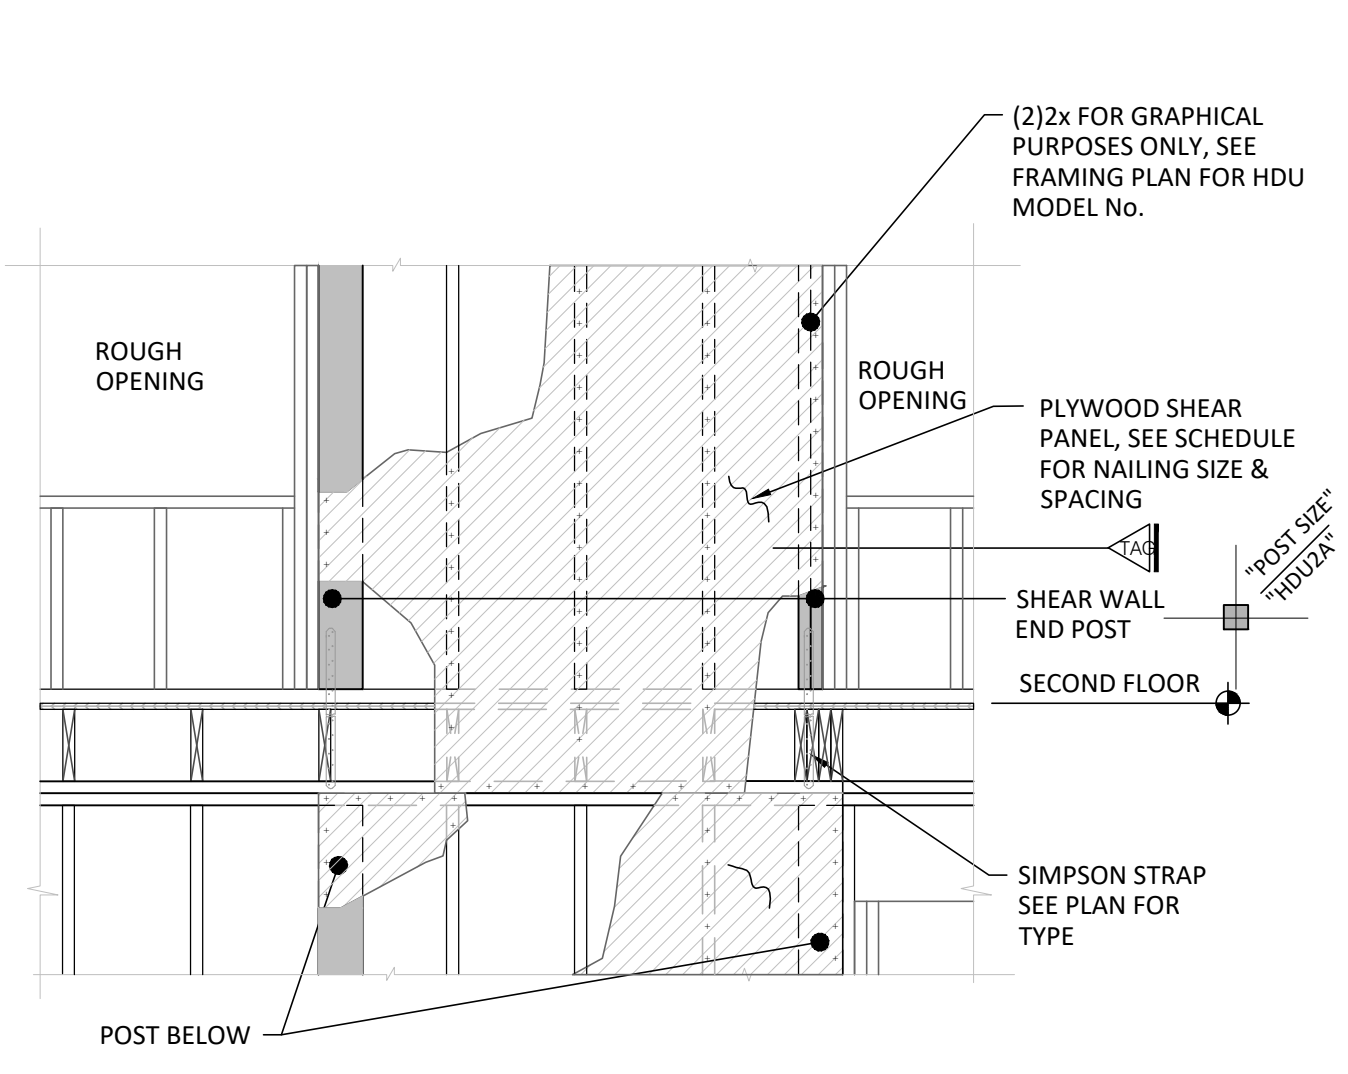 (2)2x FOR GRAPHICAL
PURPOSES ONLY, SEE
FRAMING PLAN FOR HDU
MODEL No.
ROUGH
OPENING
ROUGH
OPENING
PLYWOOD SHEAR
PANEL, SEE SCHEDULE
FOR NAILING SIZE &
SPACING
TAG
"POST SIZE"
"HDU2A"
SHEAR WALL
END POST
SECOND FLOOR
SIMPSON STRAP
SEE PLAN FOR
TYPE
POST BELOW